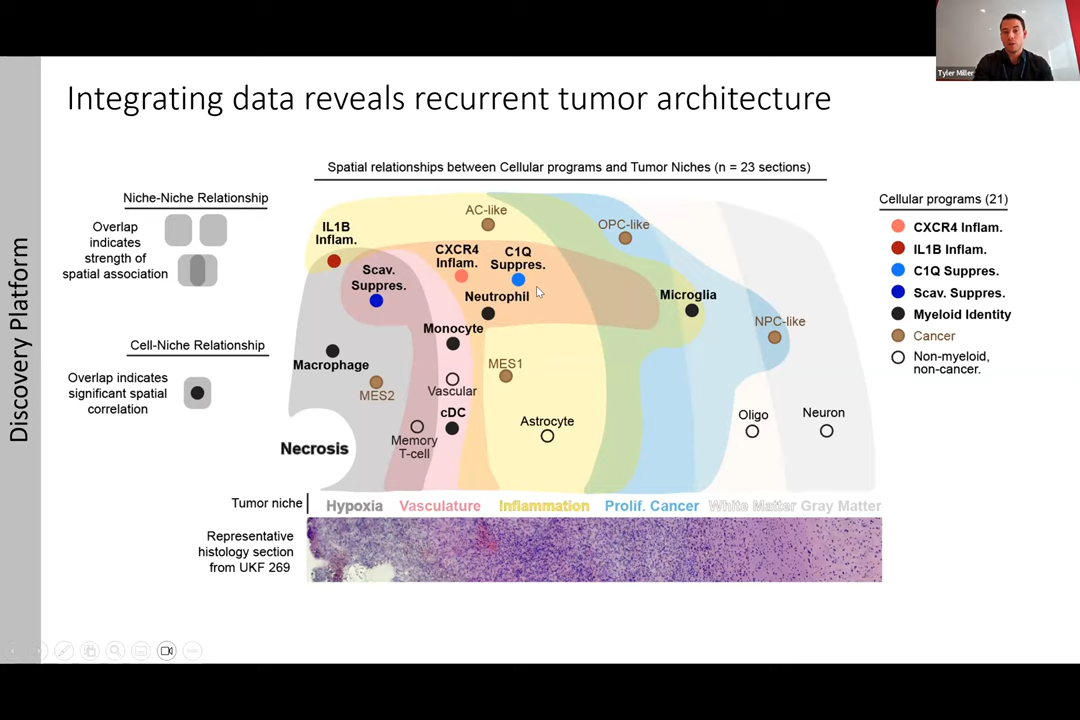 Tyler Miller
Integrating data reveals recurrent tumor architecture
Discovery Platform
Spatial relationships between Cellular programs and Tumor Niches (n = 23 sections)
Niche-Niche Relationship
Overlap
indicates
strength of
spatial association
Cell-Niche Relationship
Overlap indicates
significant spatial
correlation
IL1B
Inflam.
Scav.
Suppres.
AC-like
CXCR4
Inflam.
C1Q
Suppres.
Neutrophil
OPC-like
Monocyte
Microglia
NPC-like
Macrophage
MES2
Vascular
MES1
cDC
Memory
T-cell
Astrocyte
Oligo
Neuron
Necrosis
Tumor niche
Hypoxia
Vasculature
Inflammation
Prolif. Cancer
White Matter
Gray Matter
Representative
histology section
from UKF 269
Cellular programs (21)
CXCR4 Inflam.
IL1B Inflam.
C1Q Suppres.
Scav. Suppres.
Myeloid Identity
Cancer
Non-myeloid,
non-cancer.